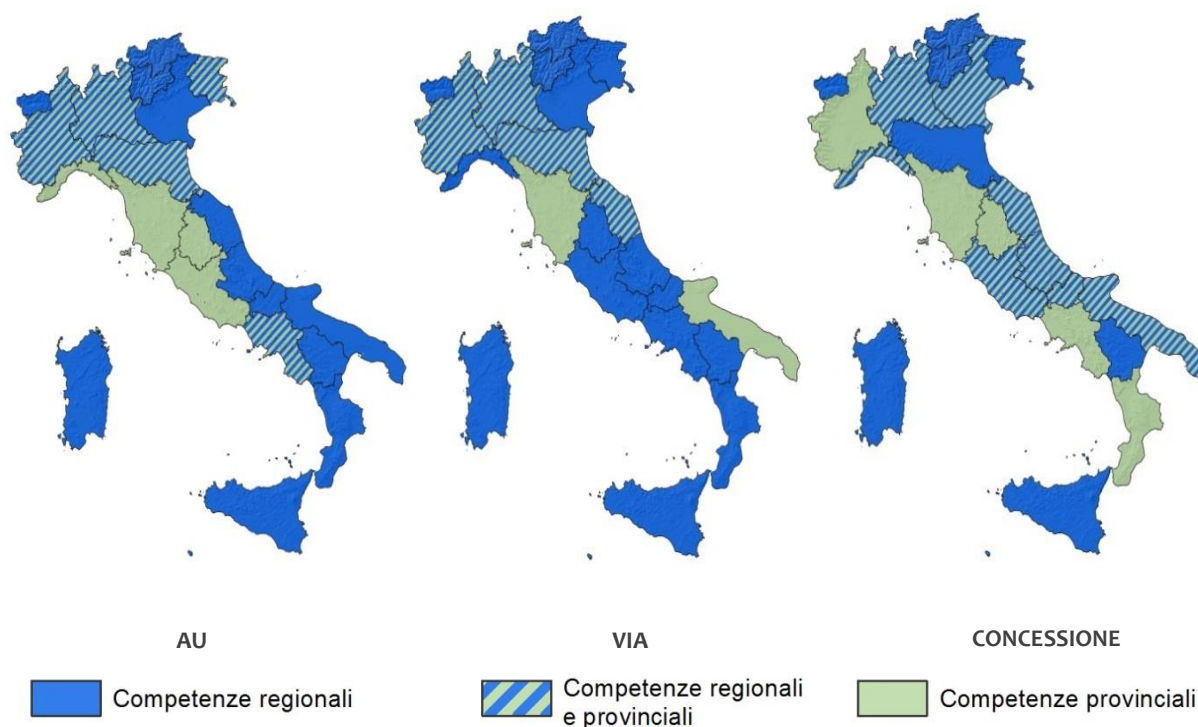 AU
VIA
CONCESSIONE
Competenze regionali
Competenze regionali
e provinciali
Competenze provinciali